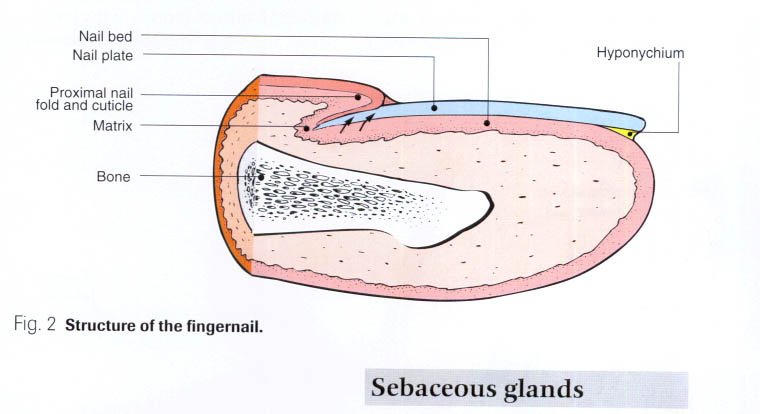 Nail bed
Nail plate
Hyponychium
Proximal nail
fold and cuticle
Matrix
Bone
Fig. 2 Structure of the fingernail.
Sebaceous glands